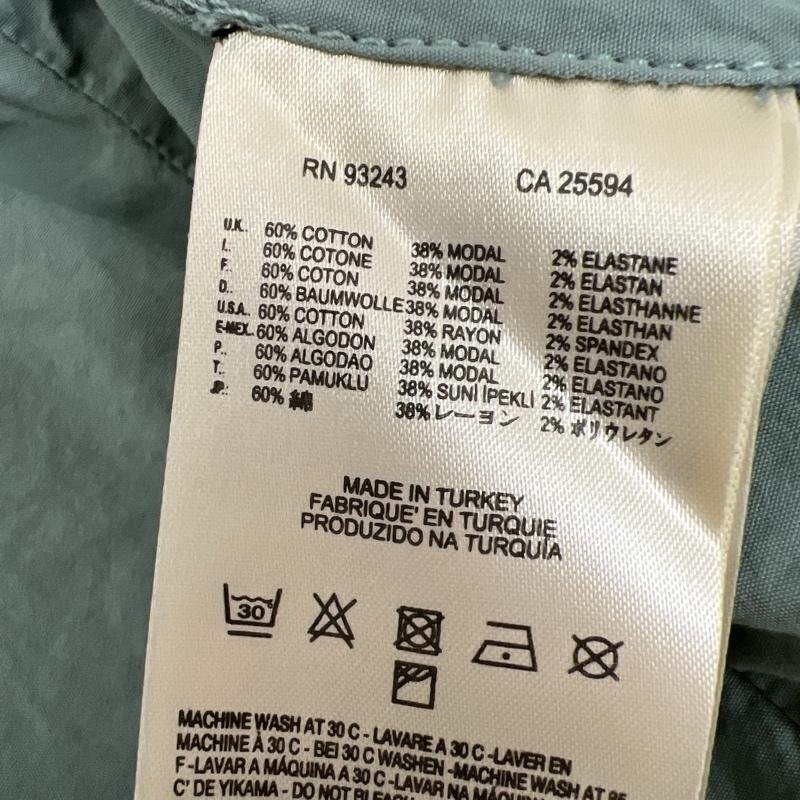 RN 93243 CA 25594
U.K.. 60% COTTON 38% MODAL 2% ELASTANE
I. 60% COTONE 38% MODAL 2% ELASTAN
F.. 60% COTON 38% MODAL 2% ELASTHANNE
D.. 60% BAUMWOLLE 38% MODAL 2% ELASTHAN
U.S.A.. 60% COTTON 38% RAYON 2% SPANDEX
E-MEX.. 60% ALGODON 38% MODAL 2% ELASTANO
P.. 60% ALGODAO 38% MODAL 2% ELASTANO
T.. 60% PAMUKLU 38% SUNİ İPEKLİ 2% ELASTANT
JP.: 60% 綿 38% レーヨン 2% ポリウレタン
MADE IN TURKEY
FABRIQUE' EN TURQUIE
PRODUZIDO NA TURQUÍA
30
MACHINE WASH AT 30 C - LAVARE A 30 C -LAVER EN
MACHINE À 30 C - BEI 30 C WASHEN -MACHINE WASH AT 85
F -LAVAR A MÁQUINA A 30 C -LAVAR NA MÁQUINA
C' DE YIKAMA - DO NOT BLEACH